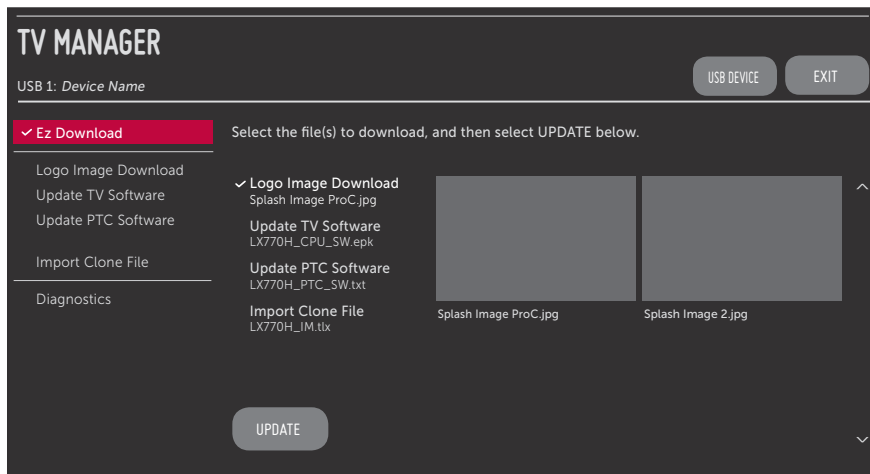 TV MANAGER
USB 1: Device Name
USB DEVICE
EXIT
Ez Download
Logo Image Download
Update TV Software
Update PTC Software
Import Clone File
Diagnostics
Select the file(s) to download, and then select UPDATE below.
Logo Image Download
Splash Image ProC.jpg
Update TV Software
LX770H_CPU_SW.epk
Update PTC Software
LX770H_PTC_SW.txt
Import Clone File
LX770H_IM.tlx
Splash Image ProC.jpg
Splash Image 2.jpg
UPDATE